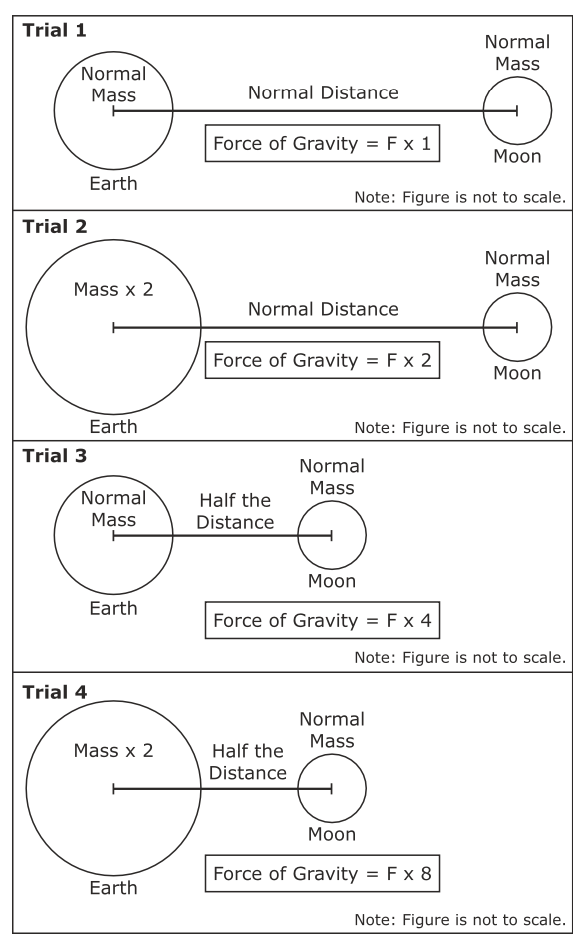 Trial 1
Normal
Mass
Normal
Mass
Normal Distance
Force of Gravity = F x 1
Moon
Earth
Note: Figure is not to scale.
Trial 2
Normal
Mass
Mass x 2
Normal Distance
Force of Gravity = F x 2
Moon
Earth
Note: Figure is not to scale.
Trial 3
Normal
Mass
Normal
Mass
Half the
Distance
Moon
Earth
Force of Gravity = F x 4
Note: Figure is not to scale.
Trial 4
Normal
Mass
Mass x 2
Half the
Distance
Moon
Force of Gravity = F x 8
Earth
Note: Figure is not to scale.